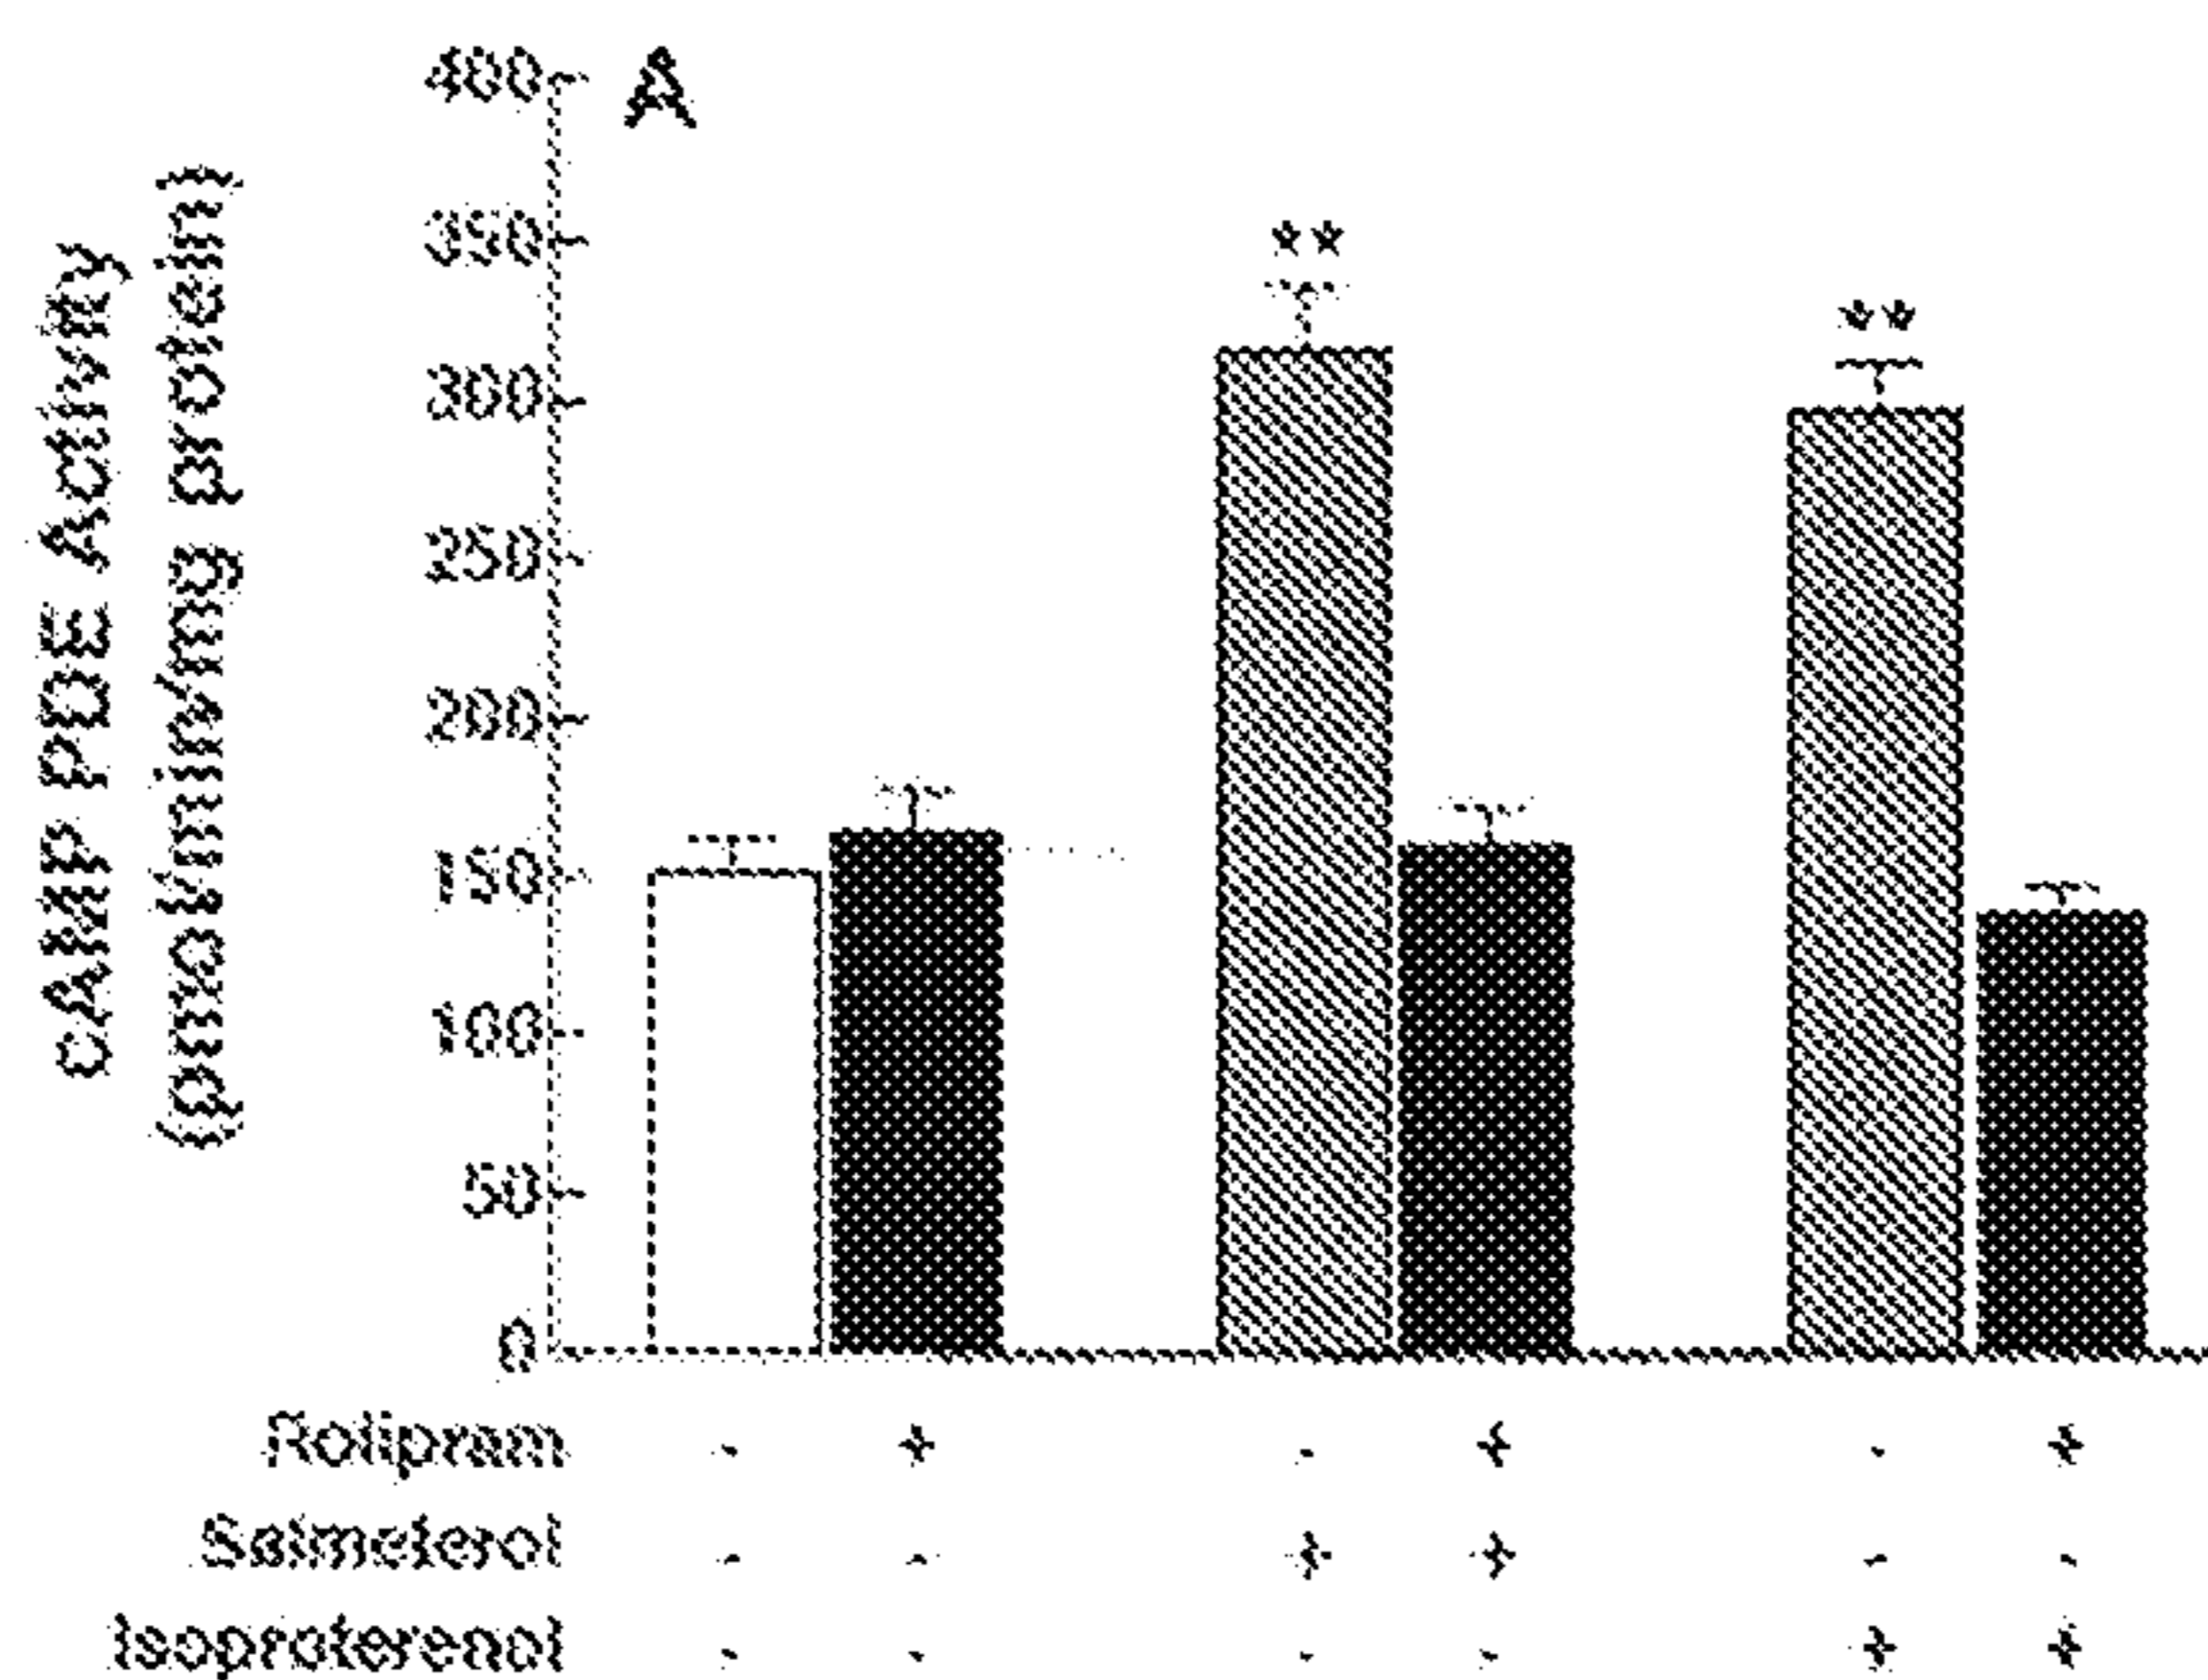 A
cAMP PDE Activity
(pmol/min/mg protein)
400
350
300
250
200
150
100
50
0
**
**
Rolipram - + - + - +
Salmeterol - - + + - -
Isoproterenol - - - - + +